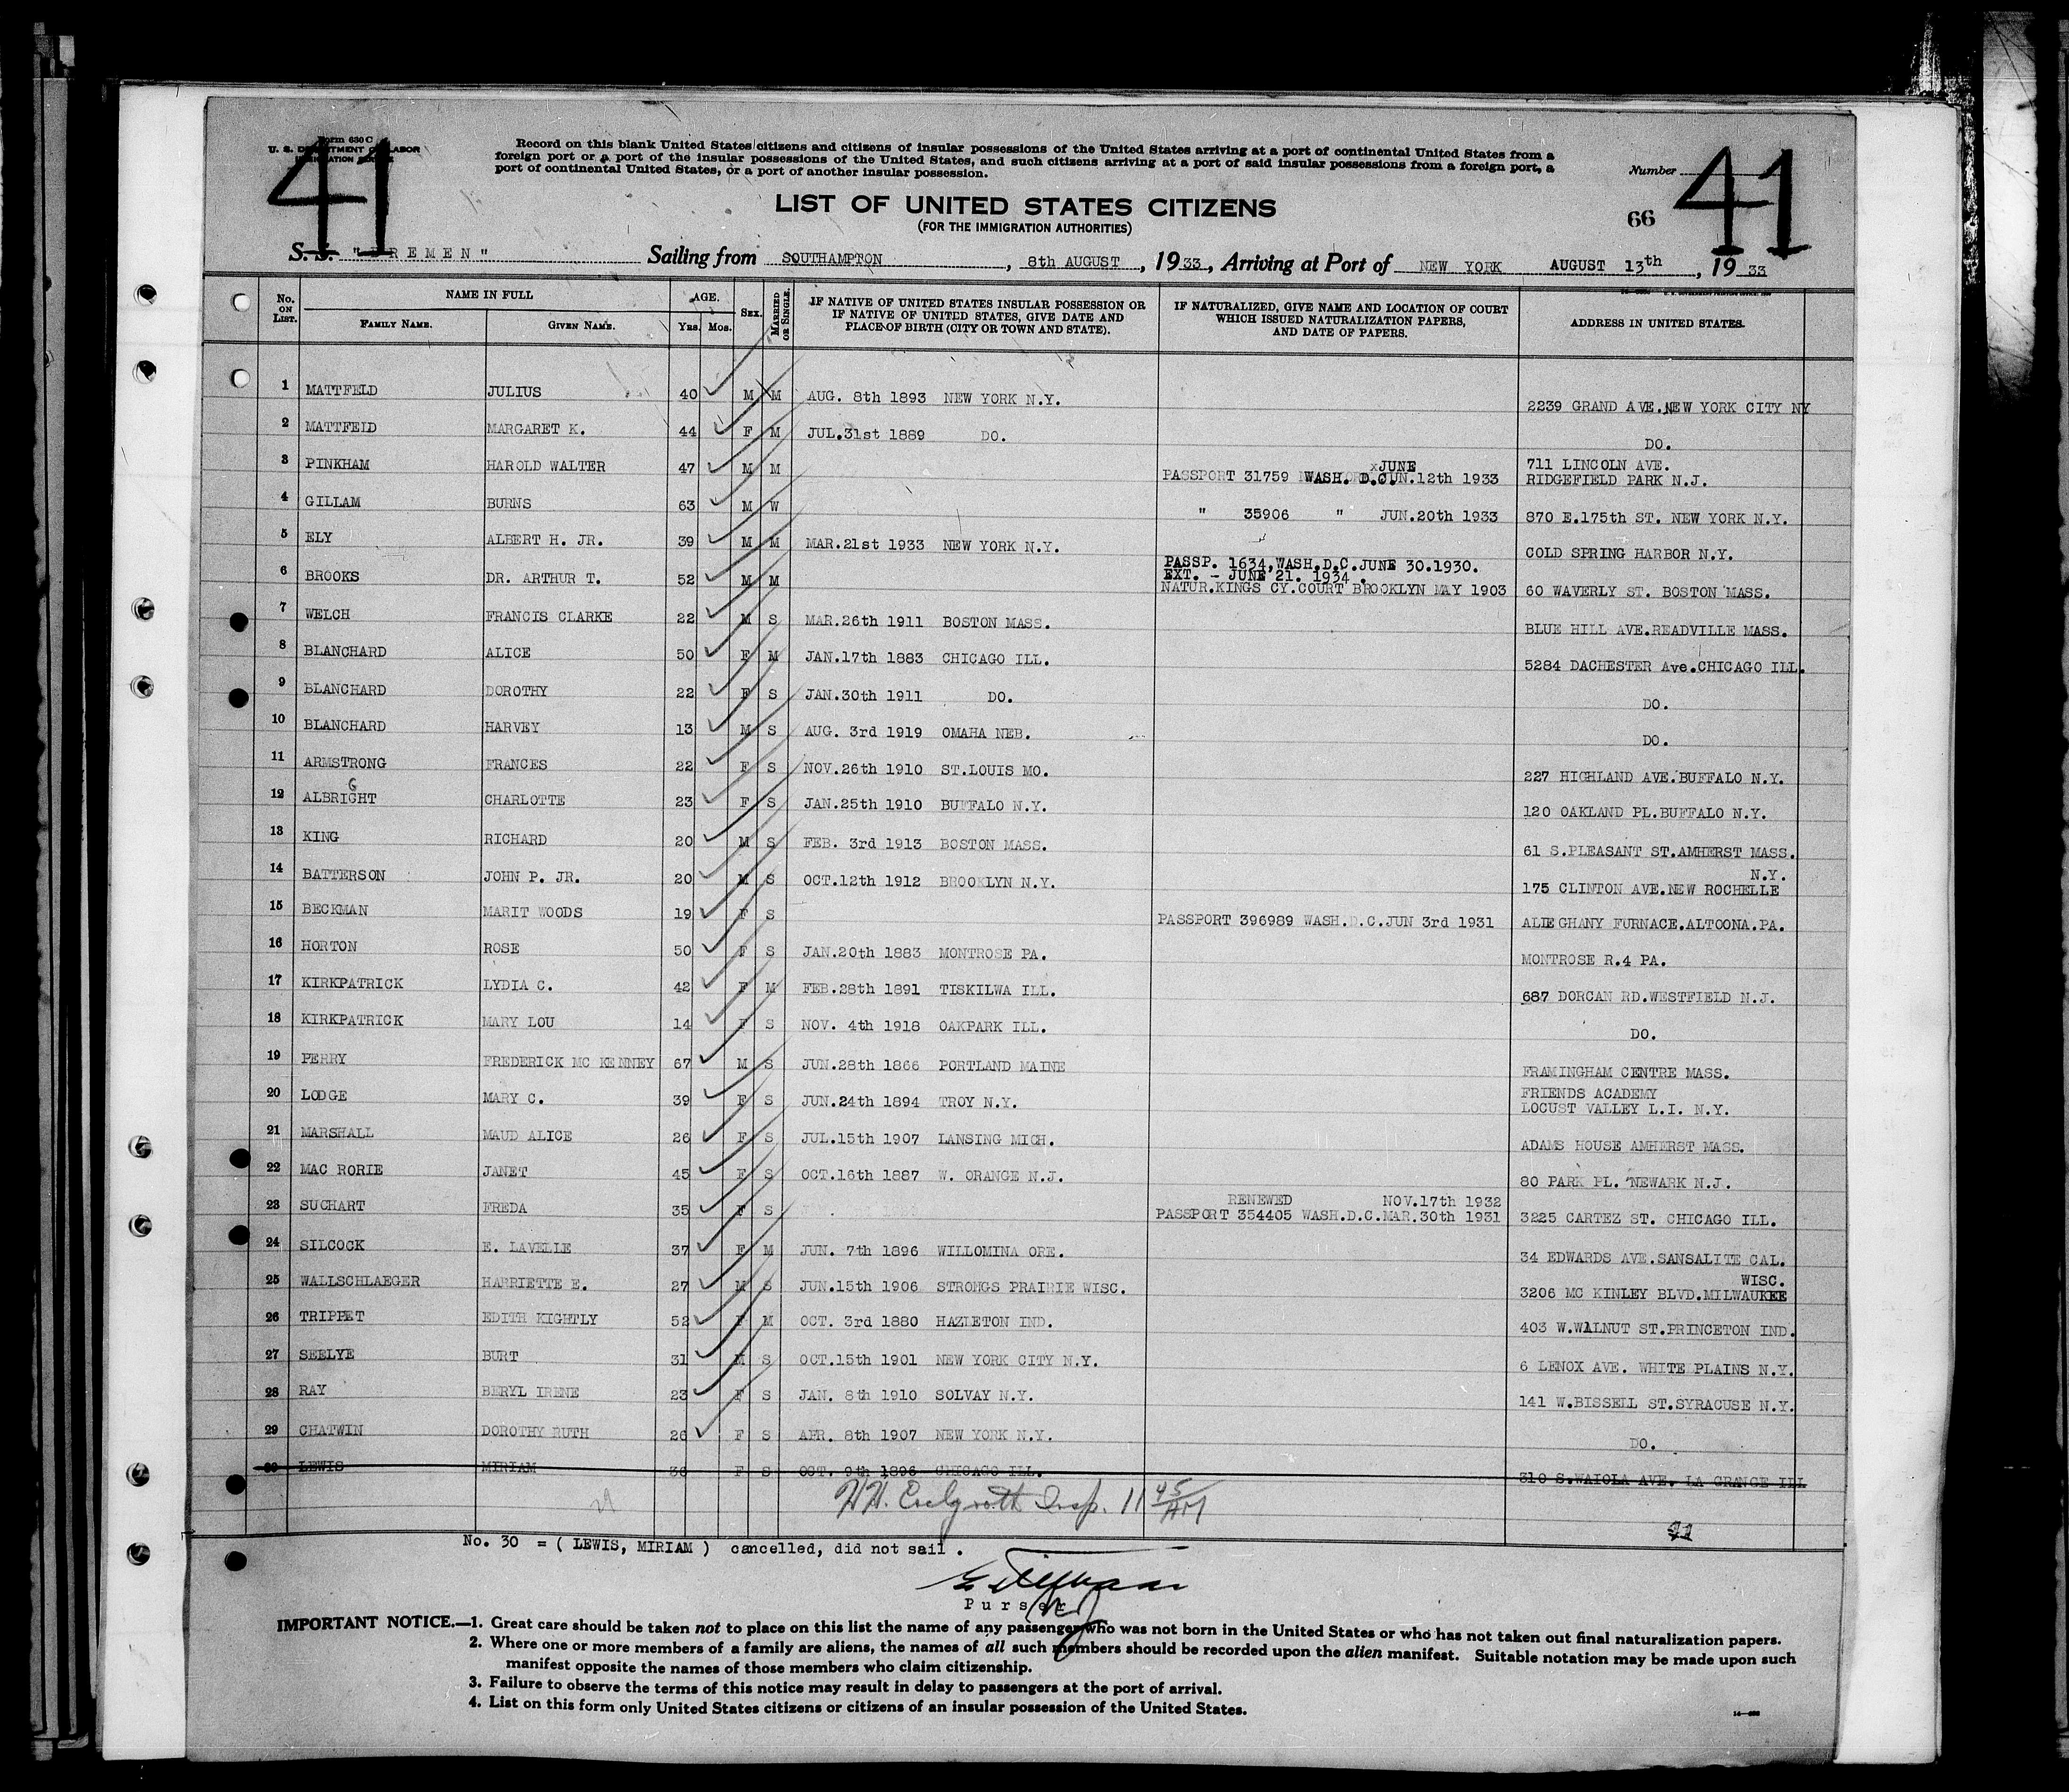 41
Form 630 C
U. S. DEPARTMENT OF LABOR
IMMIGRATION SERVICE
Record on this blank United States citizens and citizens of insular possessions of the United States arriving at a port of continental United States from a
foreign port or a port of the insular possessions of the United States, and such citizens arriving at a port of said insular possessions from a foreign port, a
port of continental United States, or a port of another insular possession.
Number
41
66
LIST OF UNITED STATES CITIZENS
(FOR THE IMMIGRATION AUTHORITIES)
S. S. "BREMEN" Sailing from SOUTHAMPTON, 8th AUGUST, 1933, Arriving at Port of NEW YORK AUGUST 13th, 1933
No. ON LIST. NAME IN FULL FAMILY NAME. GIVEN NAME. AGE. Yrs. Mos. SEX. MARRIED OR SINGLE. IF NATIVE OF UNITED STATES INSULAR POSSESSION OR IF NATIVE OF UNITED STATES, GIVE DATE AND PLACE OF BIRTH (CITY OR TOWN AND STATE). IF NATURALIZED, GIVE NAME AND LOCATION OF COURT WHICH ISSUED NATURALIZATION PAPERS, AND DATE OF PAPERS. ADDRESS IN UNITED STATES.
1 MATTFELD JULIUS 40 M M AUG. 8th 1893 NEW YORK N.Y. 2239 GRAND AVE.NEW YORK CITY NY
2 MATTFELD MARGARET K. 44 F M JUL.31st 1889 DO. DO.
3 PINKHAM HAROLD WALTER 47 M M PASSPORT 31759 WASH. D.C. xJUNE JUN.12th 1933 711 LINCOLN AVE.
RIDGEFIELD PARK N.J.
4 GILLAM BURNS 63 M W " 35906 " JUN.20th 1933 870 E.175th ST. NEW YORK N.Y.
5 ELY ALBERT H. JR. 39 M M MAR.21st 1933 NEW YORK N.Y. COLD SPRING HARBOR N.Y.
PASSP. 1634,WASH.D.C.JUNE 30.1930.
EXT. - JUNE 21. 1934 .
6 BROOKS DR. ARTHUR T. 52 M M NATUR.KINGS CY.COURT BROOKLYN MAY 1903 60 WAVERLY ST. BOSTON MASS.
7 WELCH FRANCIS CLARKE 22 M S MAR.26th 1911 BOSTON MASS. BLUE HILL AVE.READVILLE MASS.
8 BLANCHARD ALICE 50 F M JAN.17th 1883 CHICAGO ILL. 5284 DACHESTER Ave.CHICAGO ILL.
9 BLANCHARD DOROTHY 22 F S JAN.30th 1911 DO. DO.
10 BLANCHARD HARVEY 13 M S AUG. 3rd 1919 OMAHA NEB. DO.
11 ARMSTRONG FRANCES 22 F S NOV.26th 1910 ST.LOUIS MO. 227 HIGHLAND AVE.BUFFALO N.Y.
G
12 ALBRIGHT CHARLOTTE 23 F S JAN.25th 1910 BUFFALO N.Y. 120 OAKLAND PL.BUFFALO N.Y.
13 KING RICHARD 20 M S FEB. 3rd 1913 BOSTON MASS. 61 S.PLEASANT ST.AMHERST MASS.
N.Y.
14 BATTERSON JOHN P. JR. 20 M S OCT.12th 1912 BROOKLYN N.Y. 175 CLINTON AVE.NEW ROCHELLE
15 BECKMAN MARIT WOODS 19 F S PASSPORT 396989 WASH.D.C.JUN 3rd 1931 ALLEGHANY FURNACE.ALTOONA.PA.
16 HORTON ROSE 50 F S JAN.20th 1883 MONTROSE PA. MONTROSE R.4 PA.
17 KIRKPATRICK LYDIA C. 42 F M FEB.28th 1891 TISKILWA ILL. 687 DORCAN RD.WESTFIELD N.J.
18 KIRKPATRICK MARY LOU 14 F S NOV. 4th 1918 OAKPARK ILL. DO.
19 PERRY FREDERICK MC KENNEY 67 M S JUN.28th 1866 PORTLAND MAINE FRAMINGHAM CENTRE MASS.
20 LODGE MARY C. 39 F S JUN.24th 1894 TROY N.Y. FRIENDS ACADEMY
LOCUST VALLEY L.I. N.Y.
21 MARSHALL MAUD ALICE 26 F S JUL.15th 1907 LANSING MICH. ADAMS HOUSE AMHERST MASS.
22 MAC RORIE JANET 45 F S OCT.16th 1887 W. ORANGE N.J. 80 PARK PL. NEWARK N.J.
RENEWED NOV.17th 1932
23 SUCHART FREDA 35 F S PASSPORT 354405 WASH.D.C.MAR.30th 1931 3225 CARTEZ ST. CHICAGO ILL.
24 SILCOCK E. LAVELLE 37 F M JUN. 7th 1896 WILLOMINA ORE. 34 EDWARDS AVE.SANSALITE CAL.
WISC.
25 WALLSCHLAEGER HARRIETTE E. 27 M S JUN.15th 1906 STRONGS PRAIRIE WISC. 3206 MC KINLEY BLVD.MILWAUKEE
26 TRIPPET EDITH KIGHTLY 52 F M OCT. 3rd 1880 HAZLETON IND. 403 W.WALNUT ST.PRINCETON IND.
27 SEELYE BURT 31 M S OCT.15th 1901 NEW YORK CITY N.Y. 6 LENOX AVE. WHITE PLAINS N.Y.
28 RAY BERYL IRENE 23 F S JAN. 8th 1910 SOLVAY N.Y. 141 W.BISSELL ST.SYRACUSE N.Y.
29 CHATWIN DOROTHY RUTH 26 F S APR. 8th 1907 NEW YORK N.Y. DO.
30 LEWIS MIRIAM 36 F S OCT. 9th 1896 CHICAGO ILL. 310 S.WAIOLA AVE. LA GRANGE ILL
29 Insp. 11 45 AM
41
No. 30 = ( LEWIS, MIRIAM ) cancelled, did not sail .
Purser
IMPORTANT NOTICE.—1. Great care should be taken not to place on this list the name of any passenger who was not born in the United States or who has not taken out final naturalization papers.
2. Where one or more members of a family are aliens, the names of all such members should be recorded upon the alien manifest. Suitable notation may be made upon such
manifest opposite the names of those members who claim citizenship.
3. Failure to observe the terms of this notice may result in delay to passengers at the port of arrival.
4. List on this form only United States citizens or citizens of an insular possession of the United States.